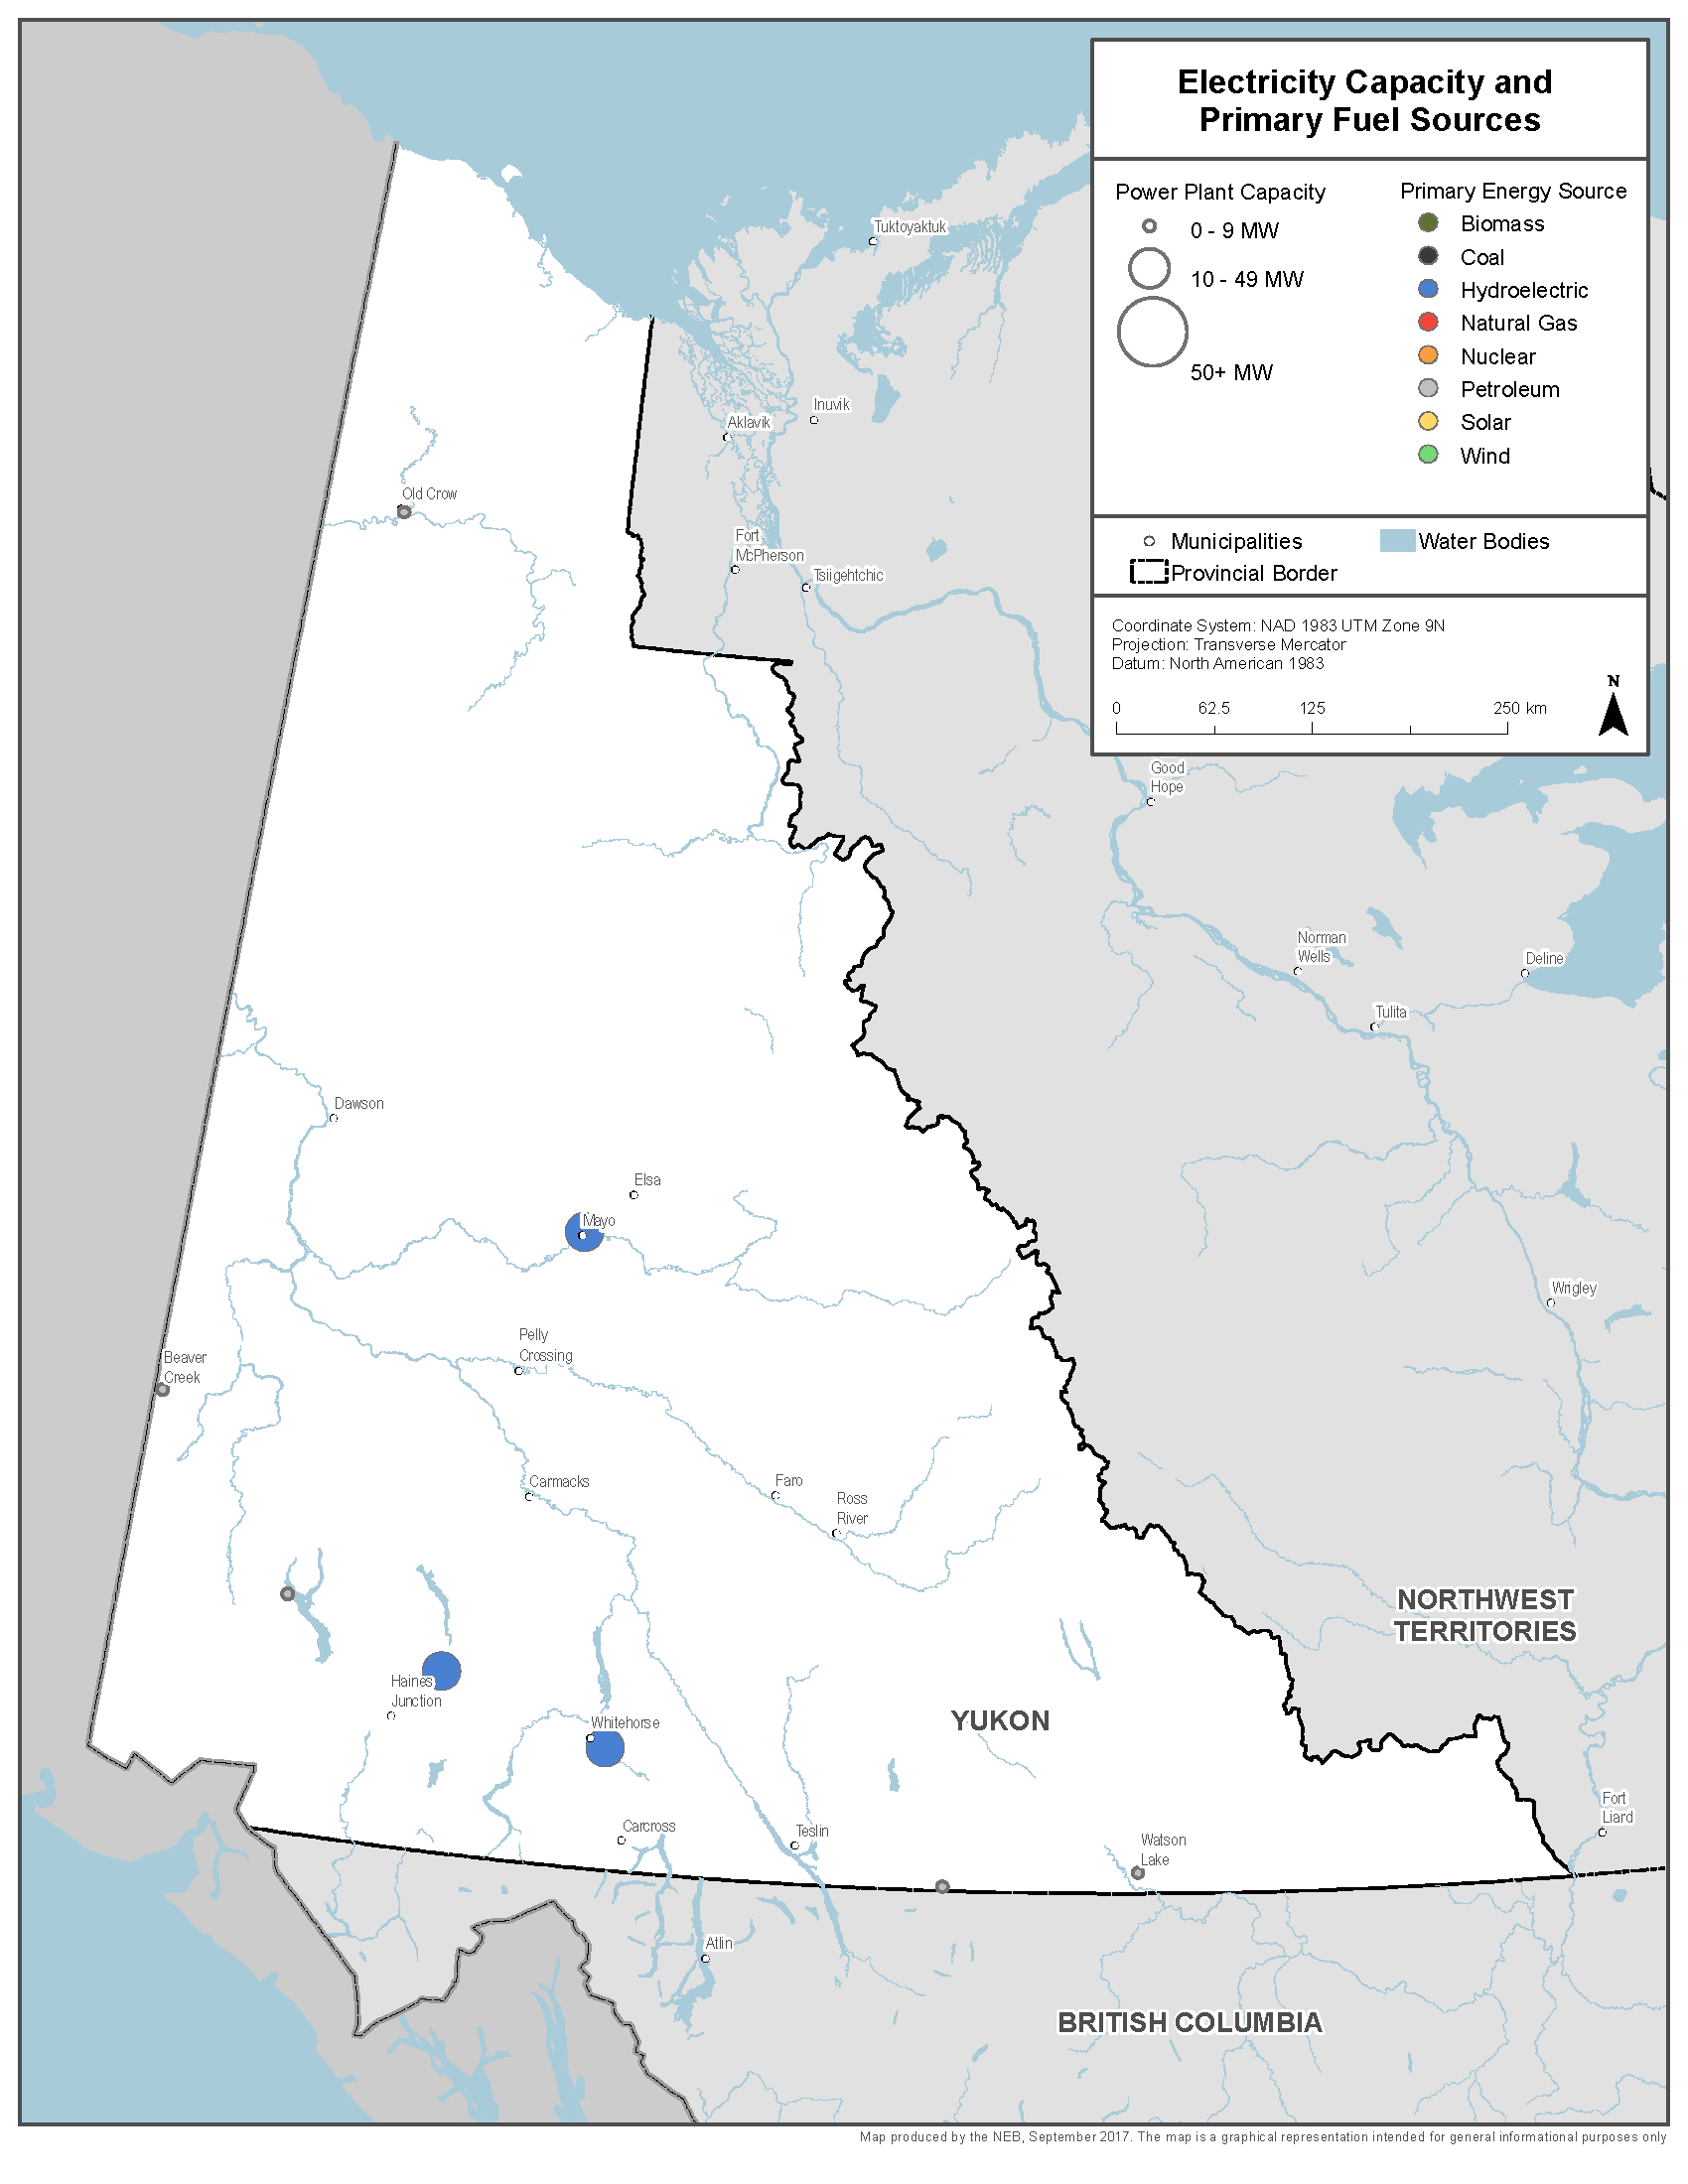 Electricity Capacity and
Primary Fuel Sources
Power Plant Capacity
0 - 9 MW
10 - 49 MW
50+ MW
Primary Energy Source
Biomass
Coal
Hydroelectric
Natural Gas
Nuclear
Petroleum
Solar
Wind
Municipalities
Water Bodies
Provincial Border
Coordinate System: NAD 1983 UTM Zone 9N
Projection: Transverse Mercator
Datum: North American 1983
N
0 62.5 125 250 km
Tuktoyaktuk
Inuvik
Aklavik
Old Crow
Fort
McPherson
Tsiigehtchic
Good
Hope
Norman
Wells
Deline
Tulita
Dawson
Elsa
Mayo
Wrigley
Pelly
Crossing
Beaver
Creek
Carmacks
Faro
Ross
River
NORTHWEST
TERRITORIES
Haines
Junction
Whitehorse
YUKON
Fort
Liard
Carcross
Teslin
Watson
Lake
Atlin
BRITISH COLUMBIA
Map produced by the NEB, September 2017. The map is a graphical representation intended for general informational purposes only